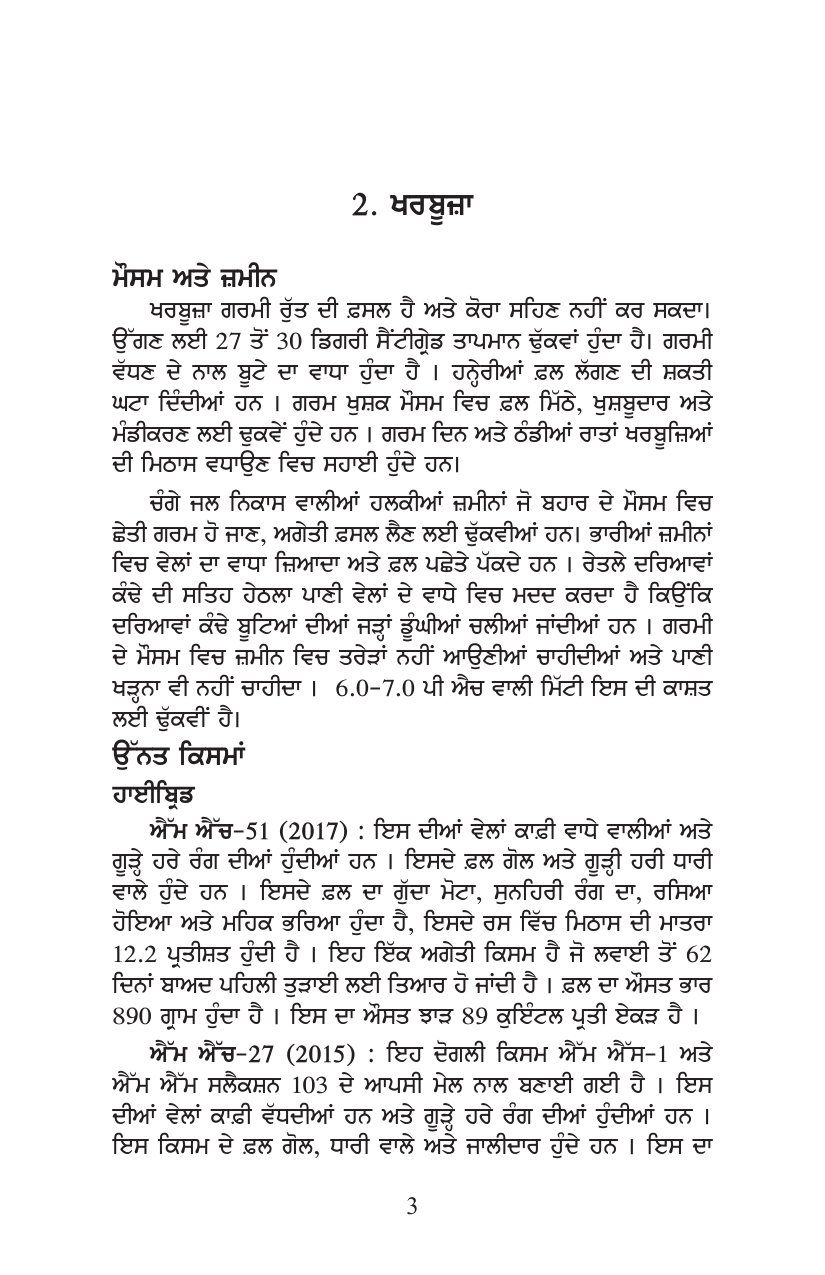 2. ਖਰਬੂਜ਼ਾ
ਮੌਸਮ ਅਤੇ ਜ਼ਮੀਨ
ਖਰਬੂਜ਼ਾ ਗਰਮੀ ਰੁੱਤ ਦੀ ਫ਼ਸਲ ਹੈ ਅਤੇ ਕੋਰਾ ਸਹਿਣ ਨਹੀਂ ਕਰ ਸਕਦਾ।
ਉੱਗਣ ਲਈ 27 ਤੋਂ 30 ਡਿਗਰੀ ਸੈਂਟੀਗ੍ਰੇਡ ਤਾਪਮਾਨ ਢੁੱਕਵਾਂ ਹੁੰਦਾ ਹੈ। ਗਰਮੀ
ਵੱਧਣ ਦੇ ਨਾਲ ਬੂਟੇ ਦਾ ਵਾਧਾ ਹੁੰਦਾ ਹੈ । ਹਨ੍ਹੇਰੀਆਂ ਫ਼ਲ ਲੱਗਣ ਦੀ ਸ਼ਕਤੀ
ਘਟਾ ਦਿੰਦੀਆਂ ਹਨ । ਗਰਮ ਖੁਸ਼ਕ ਮੌਸਮ ਵਿਚ ਫ਼ਲ ਮਿੱਠੇ, ਖੁਸ਼ਬੂਦਾਰ ਅਤੇ
ਮੰਡੀਕਰਣ ਲਈ ਢੁਕਵੇਂ ਹੁੰਦੇ ਹਨ । ਗਰਮ ਦਿਨ ਅਤੇ ਠੰਡੀਆਂ ਰਾਤਾਂ ਖਰਬੂਜ਼ਿਆਂ
ਦੀ ਮਿਠਾਸ ਵਧਾਉਣ ਵਿਚ ਸਹਾਈ ਹੁੰਦੇ ਹਨ।
ਚੰਗੇ ਜਲ ਨਿਕਾਸ ਵਾਲੀਆਂ ਹਲਕੀਆਂ ਜ਼ਮੀਨਾਂ ਜੋ ਬਹਾਰ ਦੇ ਮੌਸਮ ਵਿਚ
ਛੇਤੀ ਗਰਮ ਹੋ ਜਾਣ, ਅਗੇਤੀ ਫ਼ਸਲ ਲੈਣ ਲਈ ਢੁੱਕਵੀਆਂ ਹਨ। ਭਾਰੀਆਂ ਜ਼ਮੀਨਾਂ
ਵਿਚ ਵੇਲਾਂ ਦਾ ਵਾਧਾ ਜ਼ਿਆਦਾ ਅਤੇ ਫ਼ਲ ਪਛੇਤੇ ਪੱਕਦੇ ਹਨ । ਰੇਤਲੇ ਦਰਿਆਵਾਂ
ਕੰਢੇ ਦੀ ਸਤਿਹ ਹੇਠਲਾ ਪਾਣੀ ਵੇਲਾਂ ਦੇ ਵਾਧੇ ਵਿਚ ਮਦਦ ਕਰਦਾ ਹੈ ਕਿਉਂਕਿ
ਦਰਿਆਵਾਂ ਕੰਢੇ ਬੂਟਿਆਂ ਦੀਆਂ ਜੜ੍ਹਾਂ ਡੂੰਘੀਆਂ ਚਲੀਆਂ ਜਾਂਦੀਆਂ ਹਨ । ਗਰਮੀ
ਦੇ ਮੌਸਮ ਵਿਚ ਜ਼ਮੀਨ ਵਿਚ ਤਰੇੜਾਂ ਨਹੀਂ ਆਉਣੀਆਂ ਚਾਹੀਦੀਆਂ ਅਤੇ ਪਾਣੀ
ਖੜ੍ਹਨਾ ਵੀ ਨਹੀਂ ਚਾਹੀਦਾ । 6.0-7.0 ਪੀ ਐਚ ਵਾਲੀ ਮਿੱਟੀ ਇਸ ਦੀ ਕਾਸ਼ਤ
ਲਈ ਢੁੱਕਵੀਂ ਹੈ।
ਉੱਨਤ ਕਿਸਮਾਂ
ਹਾਈਬ੍ਰਿਡ
ਐੱਮ ਐੱਚ-51 (2017) : ਇਸ ਦੀਆਂ ਵੇਲਾਂ ਕਾਫ਼ੀ ਵਾਧੇ ਵਾਲੀਆਂ ਅਤੇ
ਗੂੜ੍ਹੇ ਹਰੇ ਰੰਗ ਦੀਆਂ ਹੁੰਦੀਆਂ ਹਨ । ਇਸਦੇ ਫ਼ਲ ਗੋਲ ਅਤੇ ਗੂੜ੍ਹੀ ਹਰੀ ਧਾਰੀ
ਵਾਲੇ ਹੁੰਦੇ ਹਨ । ਇਸਦੇ ਫ਼ਲ ਦਾ ਗੁੱਦਾ ਮੋਟਾ, ਸੁਨਹਿਰੀ ਰੰਗ ਦਾ, ਰਸਿਆ
ਹੋਇਆ ਅਤੇ ਮਹਿਕ ਭਰਿਆ ਹੁੰਦਾ ਹੈ, ਇਸਦੇ ਰਸ ਵਿੱਚ ਮਿਠਾਸ ਦੀ ਮਾਤਰਾ
12.2 ਪ੍ਰਤੀਸ਼ਤ ਹੁੰਦੀ ਹੈ । ਇਹ ਇੱਕ ਅਗੇਤੀ ਕਿਸਮ ਹੈ ਜੋ ਲਵਾਈ ਤੋਂ 62
ਦਿਨਾਂ ਬਾਅਦ ਪਹਿਲੀ ਤੁੜਾਈ ਲਈ ਤਿਆਰ ਹੋ ਜਾਂਦੀ ਹੈ । ਫ਼ਲ ਦਾ ਔਸਤ ਭਾਰ
890 ਗ੍ਰਾਮ ਹੁੰਦਾ ਹੈ । ਇਸ ਦਾ ਔਸਤ ਝਾੜ 89 ਕੁਇੰਟਲ ਪ੍ਰਤੀ ਏਕੜ ਹੈ ।
ਐੱਮ ਐੱਚ-27 (2015) : ਇਹ ਦੋਗਲੀ ਕਿਸਮ ਐੱਮ ਐੱਸ-1 ਅਤੇ
ਐੱਮ ਐੱਮ ਸਲੈਕਸ਼ਨ 103 ਦੇ ਆਪਸੀ ਮੇਲ ਨਾਲ ਬਣਾਈ ਗਈ ਹੈ । ਇਸ
ਦੀਆਂ ਵੇਲਾਂ ਕਾਫ਼ੀ ਵੱਧਦੀਆਂ ਹਨ ਅਤੇ ਗੂੜ੍ਹੇ ਹਰੇ ਰੰਗ ਦੀਆਂ ਹੁੰਦੀਆਂ ਹਨ ।
ਇਸ ਕਿਸਮ ਦੇ ਫ਼ਲ ਗੋਲ, ਧਾਰੀ ਵਾਲੇ ਅਤੇ ਜਾਲੀਦਾਰ ਹੁੰਦੇ ਹਨ । ਇਸ ਦਾ
3